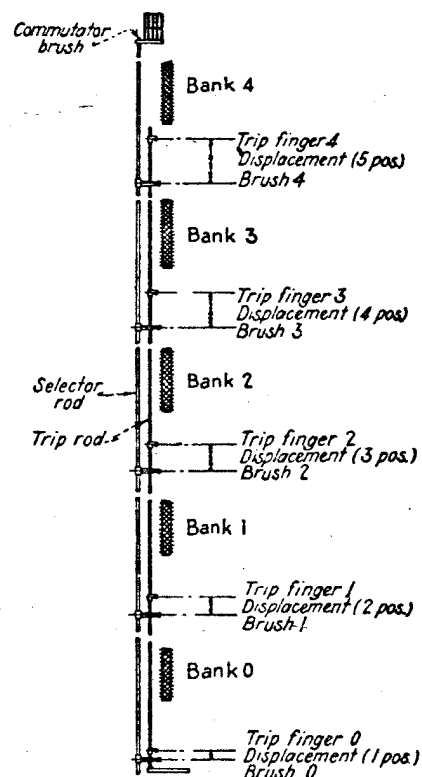 Commutator
brush
Bank 4
Trip finger 4
Displacement (5 pos)
Brush 4
Bank 3
Trip finger 3
Displacement (4 pos)
Brush 3
Bank 2
Selector
rod
Trip rod
Trip finger 2
Displacement (3 pos.)
Brush 2
Bank 1
Trip finger 1
Displacement (2 pos.)
Brush 1
Bank 0
Trip finger 0
Displacement (1 pos.)
Brush 0